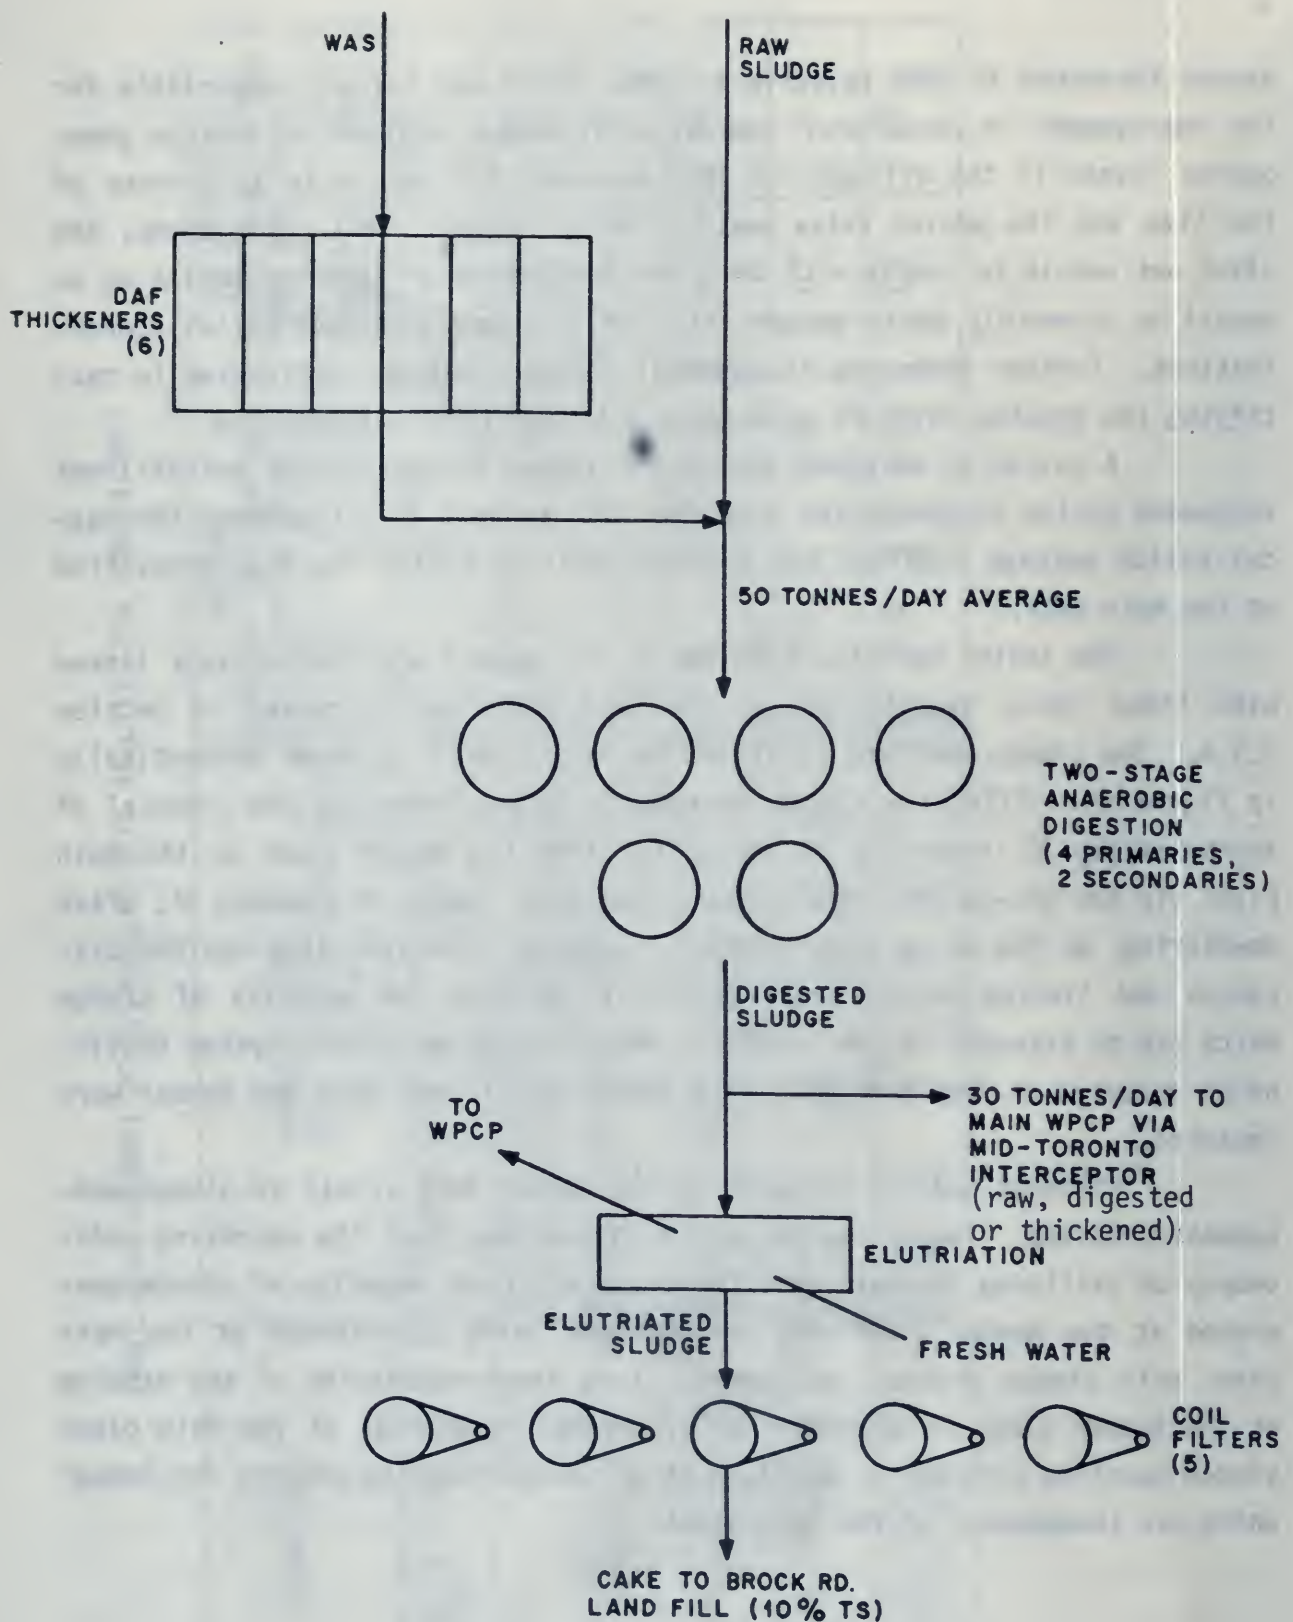 WAS
RAW
SLUDGE
DAF
THICKENERS
(6)
50 TONNES/DAY AVERAGE
TWO-STAGE
ANAEROBIC
DIGESTION
(4 PRIMARIES,
2 SECONDARIES)
DIGESTED
SLUDGE
TO
WPCP
30 TONNES/DAY TO
MAIN WPCP VIA
MID-TORONTO
INTERCEPTOR
(raw, digested
or thickened)
ELUTRIATION
ELUTRIATED
SLUDGE
FRESH WATER
COIL
FILTERS
(5)
CAKE TO BROCK RD.
LAND FILL (10% TS)